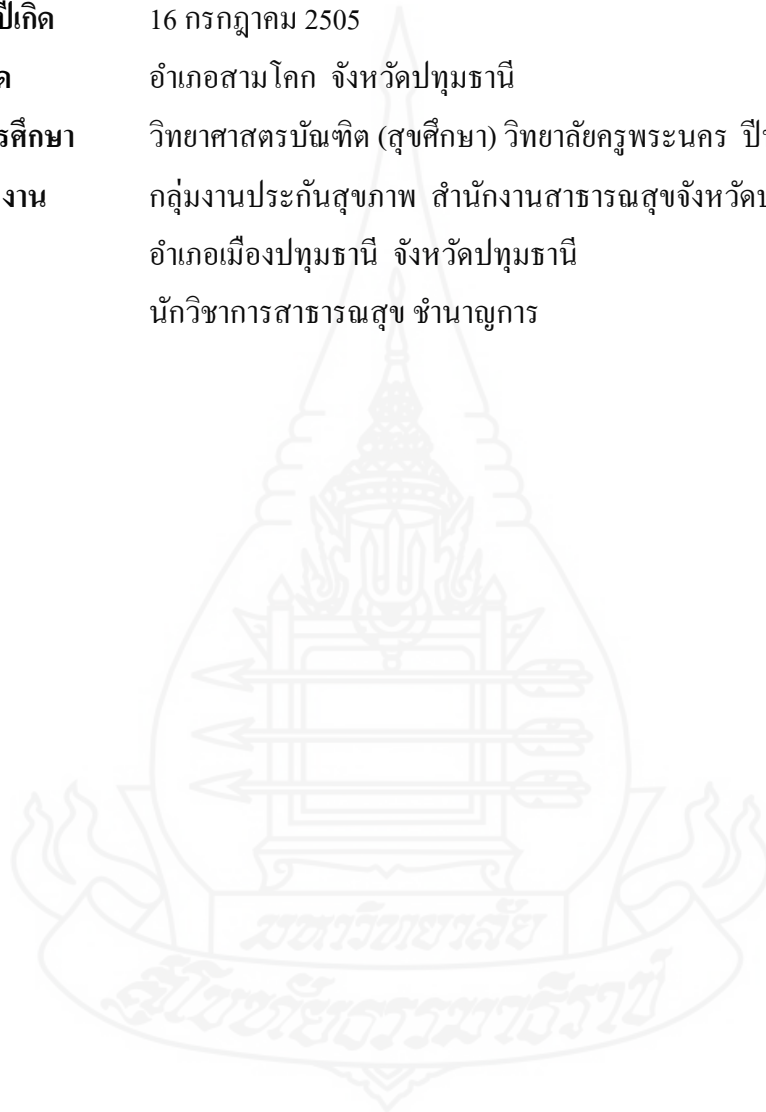 ปีเกิด 16 กรกฎาคม 2505
อำเภอสามโคก จังหวัดปทุมธานี
วิทยาศาสตรบัณฑิต (สุขศึกษา) วิทยาลัยครูพระนคร
งาน กลุ่มงานประกันสุขภาพ สำนักงานสาธารณสุขจังหวัด
อำเภอเมืองปทุมธานี จังหวัดปทุมธานี
นักวิชาการสาธารณสุข ชำนาญการ
มหาวิทยาลัย
สุโขทัยธรรมาธิราช